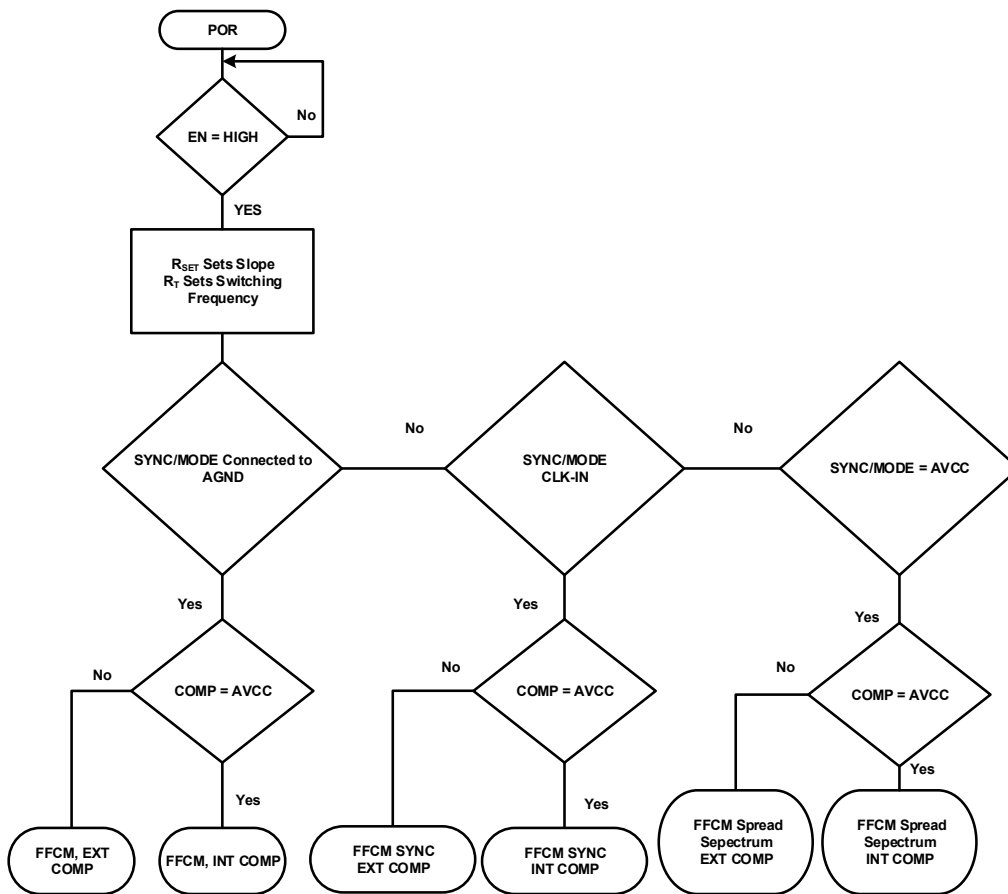 POR
No
EN = HIGH
YES
RSET Sets Slope
RT Sets Switching
Frequency
No
No
SYNC/MODE Connected to
AGND
SYNC/MODE
CLK-IN
SYNC/MODE = AVCC
Yes
Yes
Yes
No
No
No
COMP = AVCC
COMP = AVCC
COMP = AVCC
Yes
Yes
Yes
FFCM, EXT
COMP
FFCM, INT COMP
FFCM SYNC
EXT COMP
FFCM SYNC
INT COMP
FFCM Spread
Sepectrum
EXT COMP
FFCM Spread
Sepectrum
INT COMP